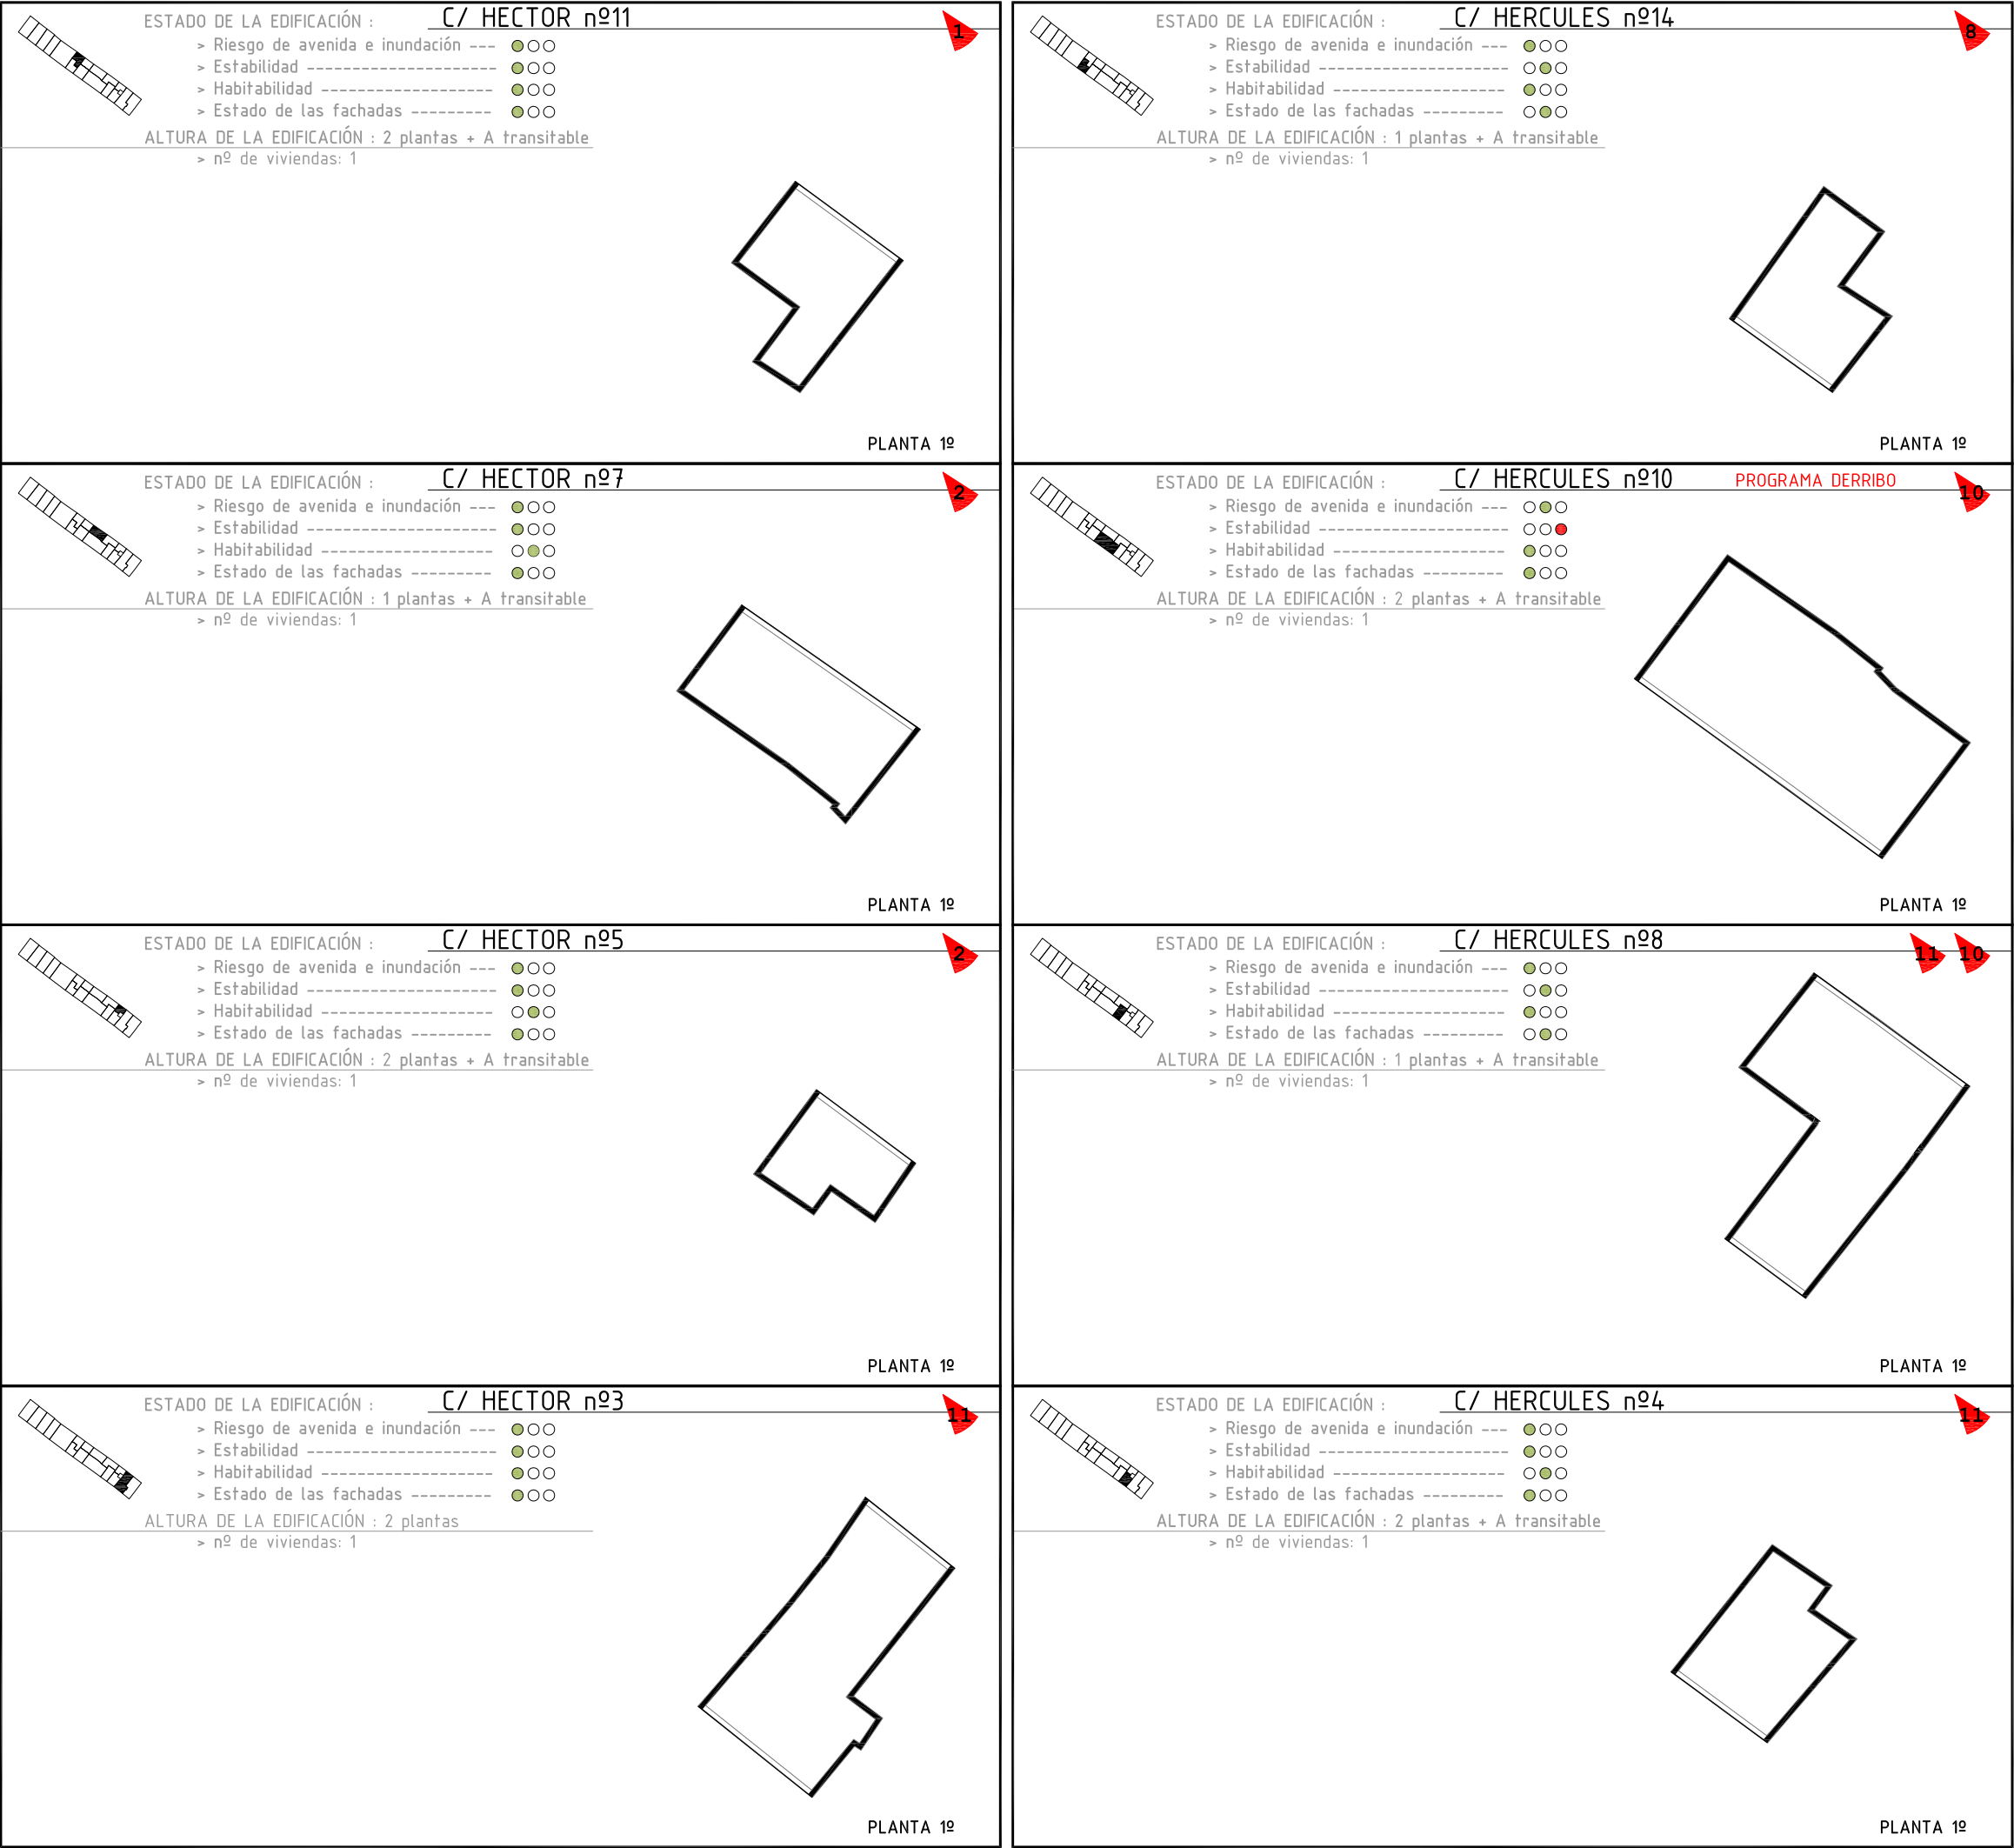 C/ HECTOR nº11
1
ESTADO DE LA EDIFICACIÓN :
> Riesgo de avenida e inundación ---
> Estabilidad -------------------------
> Habitabilidad -----------------------
> Estado de las fachadas ----------
ALTURA DE LA EDIFICACIÓN : 2 plantas + A transitable
> nº de viviendas: 1
PLANTA 1º
C/ HERCULES nº14
8
ESTADO DE LA EDIFICACIÓN :
> Riesgo de avenida e inundación ---
> Estabilidad -------------------------
> Habitabilidad -----------------------
> Estado de las fachadas ----------
ALTURA DE LA EDIFICACIÓN : 1 plantas + A transitable
> nº de viviendas: 1
PLANTA 1º
C/ HECTOR nº7
2
ESTADO DE LA EDIFICACIÓN :
> Riesgo de avenida e inundación ---
> Estabilidad -------------------------
> Habitabilidad -----------------------
> Estado de las fachadas ----------
ALTURA DE LA EDIFICACIÓN : 1 plantas + A transitable
> nº de viviendas: 1
PLANTA 1º
C/ HERCULES nº10 PROGRAMA DERRIBO
10
ESTADO DE LA EDIFICACIÓN :
> Riesgo de avenida e inundación ---
> Estabilidad -------------------------
> Habitabilidad -----------------------
> Estado de las fachadas ----------
ALTURA DE LA EDIFICACIÓN : 2 plantas + A transitable
> nº de viviendas: 1
PLANTA 1º
C/ HECTOR nº5
2
ESTADO DE LA EDIFICACIÓN :
> Riesgo de avenida e inundación ---
> Estabilidad -------------------------
> Habitabilidad -----------------------
> Estado de las fachadas ----------
ALTURA DE LA EDIFICACIÓN : 2 plantas + A transitable
> nº de viviendas: 1
PLANTA 1º
C/ HERCULES nº8
11 10
ESTADO DE LA EDIFICACIÓN :
> Riesgo de avenida e inundación ---
> Estabilidad -------------------------
> Habitabilidad -----------------------
> Estado de las fachadas ----------
ALTURA DE LA EDIFICACIÓN : 1 plantas + A transitable
> nº de viviendas: 1
PLANTA 1º
C/ HECTOR nº3
11
ESTADO DE LA EDIFICACIÓN :
> Riesgo de avenida e inundación ---
> Estabilidad -------------------------
> Habitabilidad -----------------------
> Estado de las fachadas ----------
ALTURA DE LA EDIFICACIÓN : 2 plantas
> nº de viviendas: 1
PLANTA 1º
C/ HERCULES nº4
11
ESTADO DE LA EDIFICACIÓN :
> Riesgo de avenida e inundación ---
> Estabilidad -------------------------
> Habitabilidad -----------------------
> Estado de las fachadas ----------
ALTURA DE LA EDIFICACIÓN : 2 plantas + A transitable
> nº de viviendas: 1
PLANTA 1º